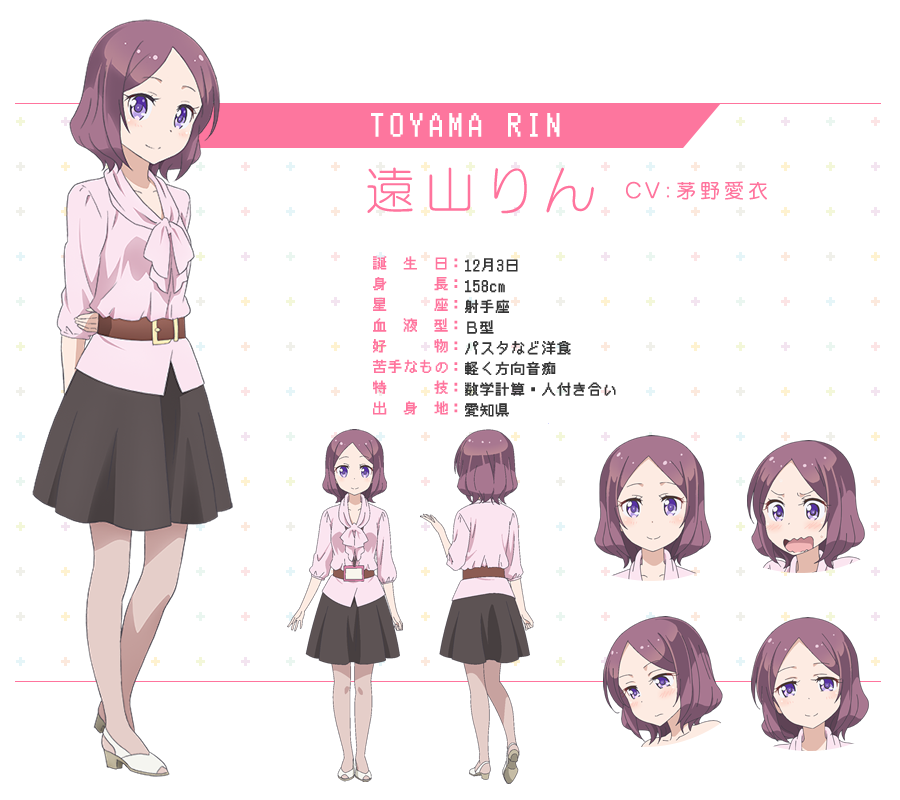 TOYAMA RIN
遠山りん CV:茅野愛衣
誕生日:12月3日
身長:158cm
星座:射手座
血液型:B型
好物:パスタなど洋食
苦手なもの:軽く方向音痴
特技:数学計算・人付き合い
出身地:愛知県